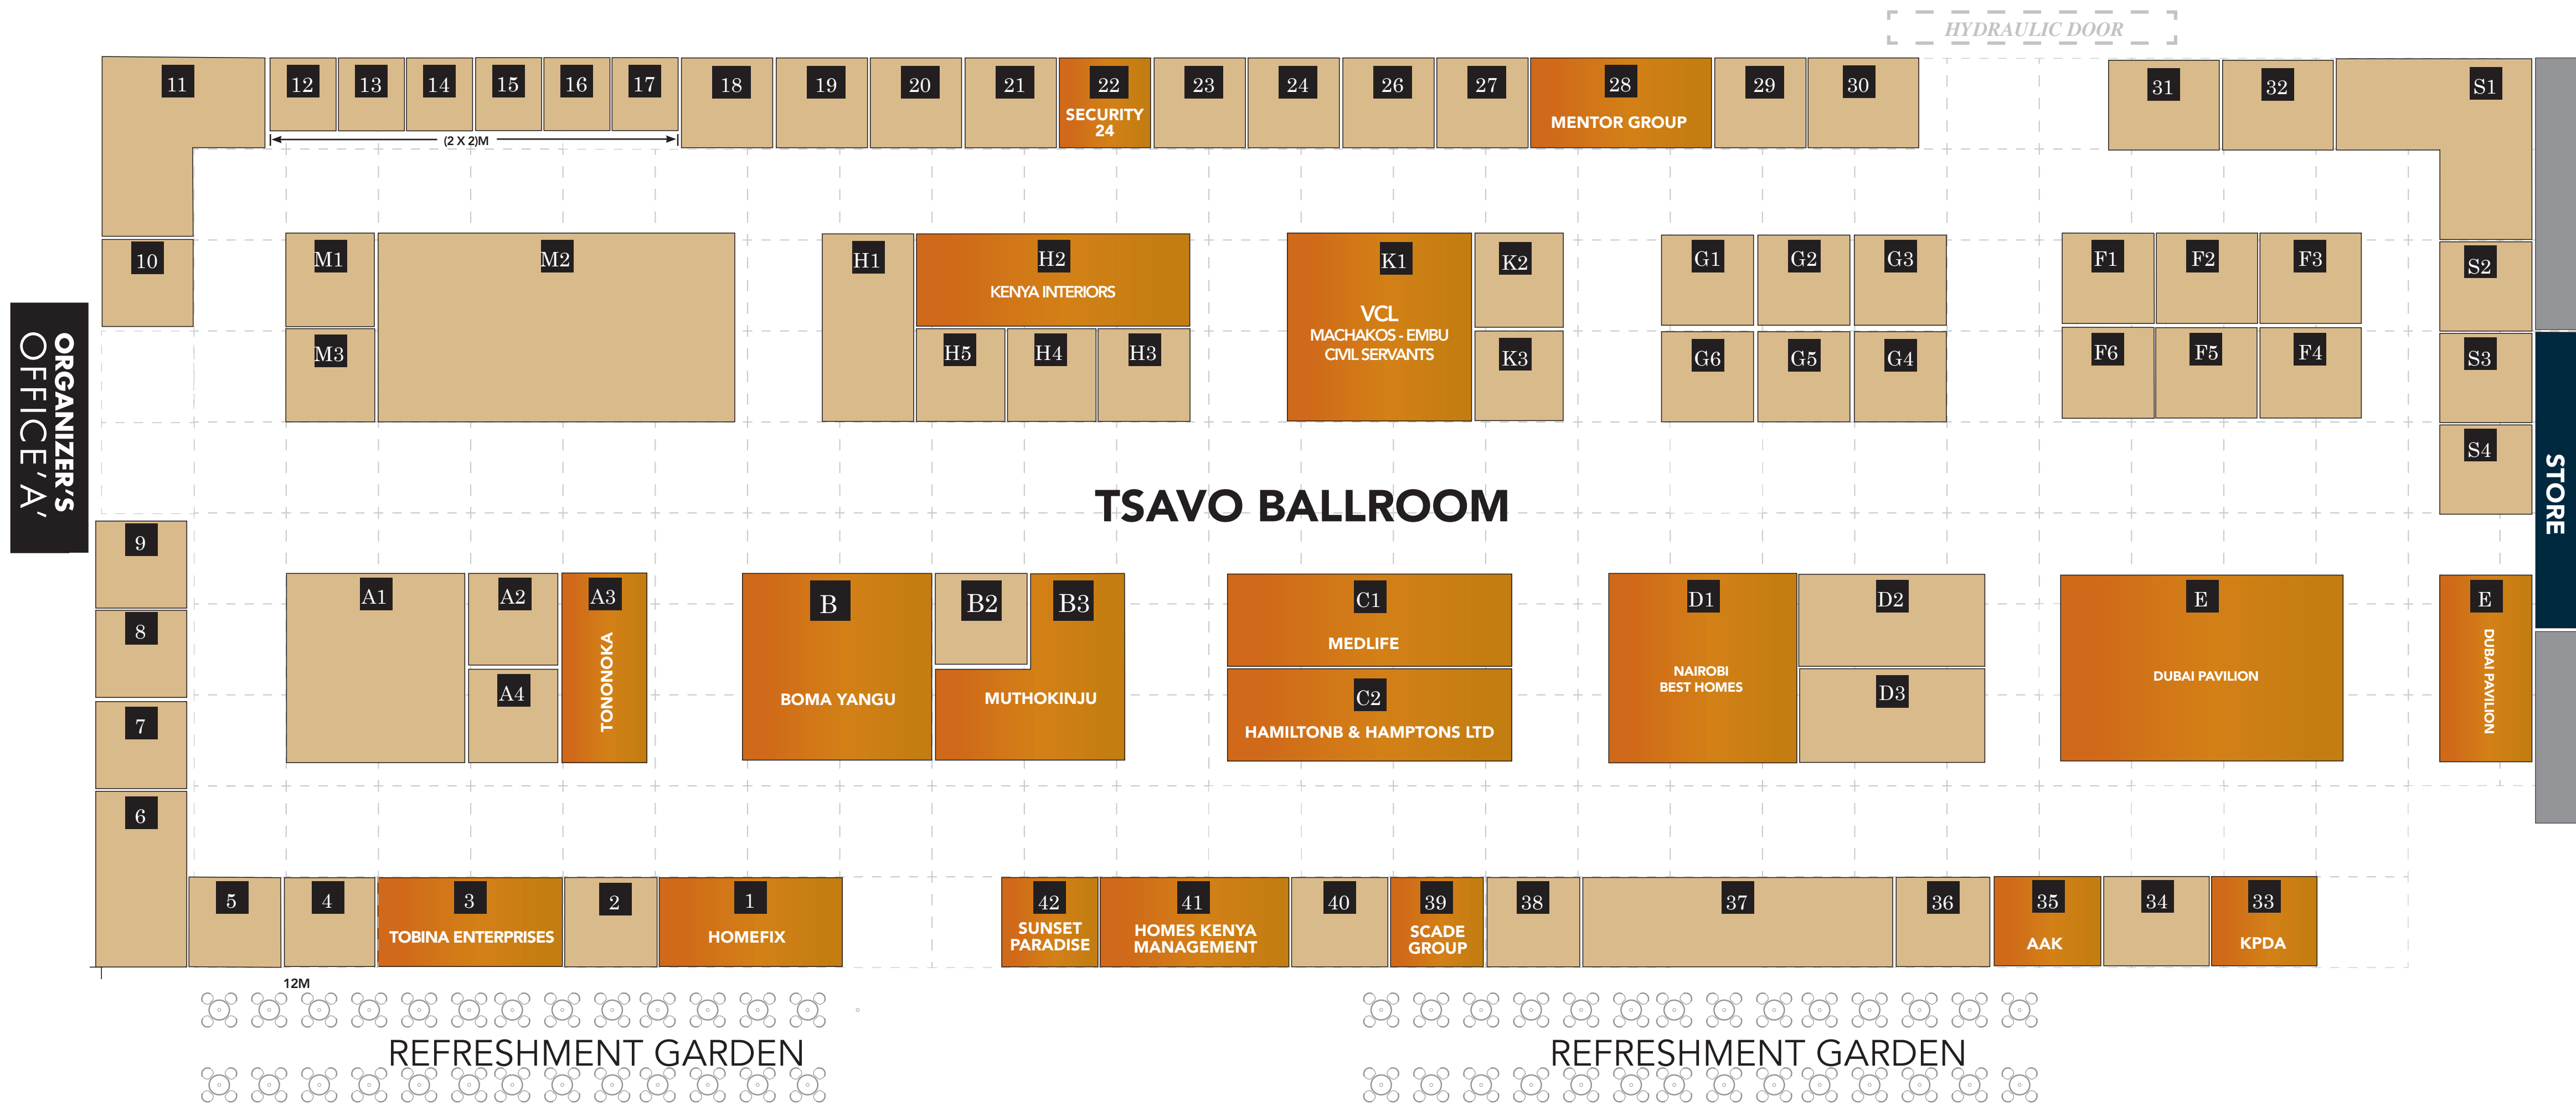 HYDRAULIC DOOR
11
12
13
14
15
16
17
18
19
20
21
22
SECURITY
24
23
24
26
27
28
MENTOR GROUP
29
30
31
32
S1
(2 X 2)M
10
M1
M2
M3
H1
H2
KENYA INTERIORS
H5
H4
H3
K1
VCL
MACHAKOS - EMBU
CIVIL SERVANTS
K2
K3
G1
G2
G3
G6
G5
G4
F1
F2
F3
F6
F5
F4
S2
S3
S4
ORGANIZER'S
OFFICE'A'
STORE
TSAVO BALLROOM
9
8
7
6
A1
A2
A3
TONONOKA
A4
B
BOMA YANGU
B2
B3
MUTHOKINJU
C1
MEDLIFE
C2
HAMILTONB & HAMPTONS LTD
D1
NAIROBI
BEST HOMES
D2
D3
E
DUBAI PAVILION
E
DUBAI PAVILION
5
4
3
TOBINA ENTERPRISES
2
1
HOMEFIX
42
SUNSET
PARADISE
41
HOMES KENYA
MANAGEMENT
40
39
SCADE
GROUP
38
37
36
35
AAK
34
33
KPDA
12M
REFRESHMENT GARDEN
REFRESHMENT GARDEN